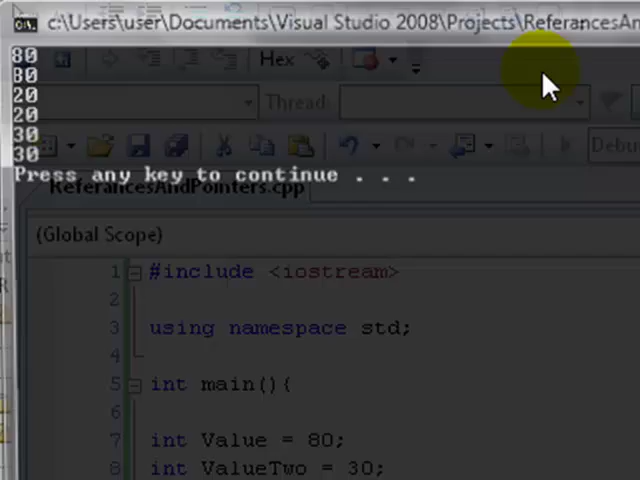 c:\Users\user\Documents\Visual Studio 2008\Projects\ReferancesAn
80
80
20
20
30
30
Press any key to continue . . .
Hex
Thread:
Debu
ReferancesAndPointers.cpp
(Global Scope)
1 #include <iostream>
2
3 using namespace std;
4
5 int main(){
6
7 int Value = 80;
8 int ValueTwo = 30;